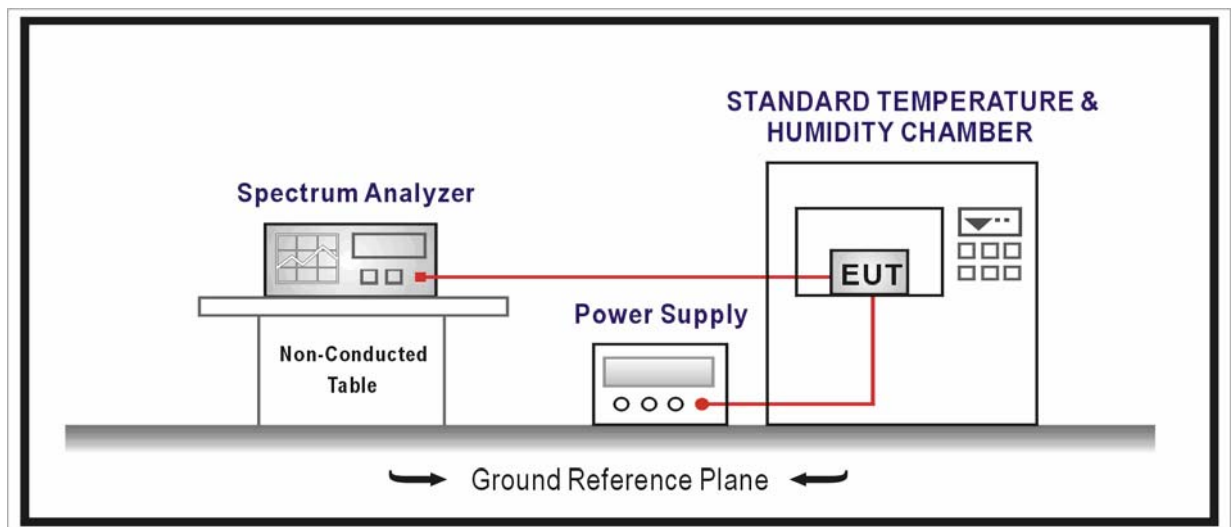 STANDARD TEMPERATURE &
HUMIDITY CHAMBER
Spectrum Analyzer
EUT
Power Supply
Non-Conducted
Table
Ground Reference Plane